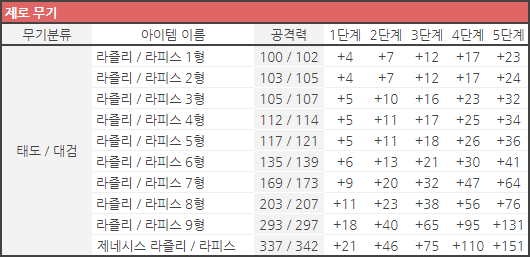 제로 무기
무기분류 아이템 이름 공격력 1단계 2단계 3단계 4단계 5단계
태도 / 대검
라즐리 / 라피스 1형 100 / 102 +4 +7 +12 +17 +23
라즐리 / 라피스 2형 103 / 105 +4 +7 +12 +17 +24
라즐리 / 라피스 3형 105 / 107 +5 +10 +16 +23 +32
라즐리 / 라피스 4형 112 / 114 +5 +11 +17 +25 +34
라즐리 / 라피스 5형 117 / 121 +5 +11 +18 +26 +36
라즐리 / 라피스 6형 135 / 139 +6 +13 +21 +30 +41
라즐리 / 라피스 7형 169 / 173 +9 +20 +32 +47 +64
라즐리 / 라피스 8형 203 / 207 +11 +23 +38 +56 +76
라즐리 / 라피스 9형 293 / 297 +18 +40 +65 +95 +131
제네시스 라즐리 / 라피스 337 / 342 +21 +46 +75 +110 +151